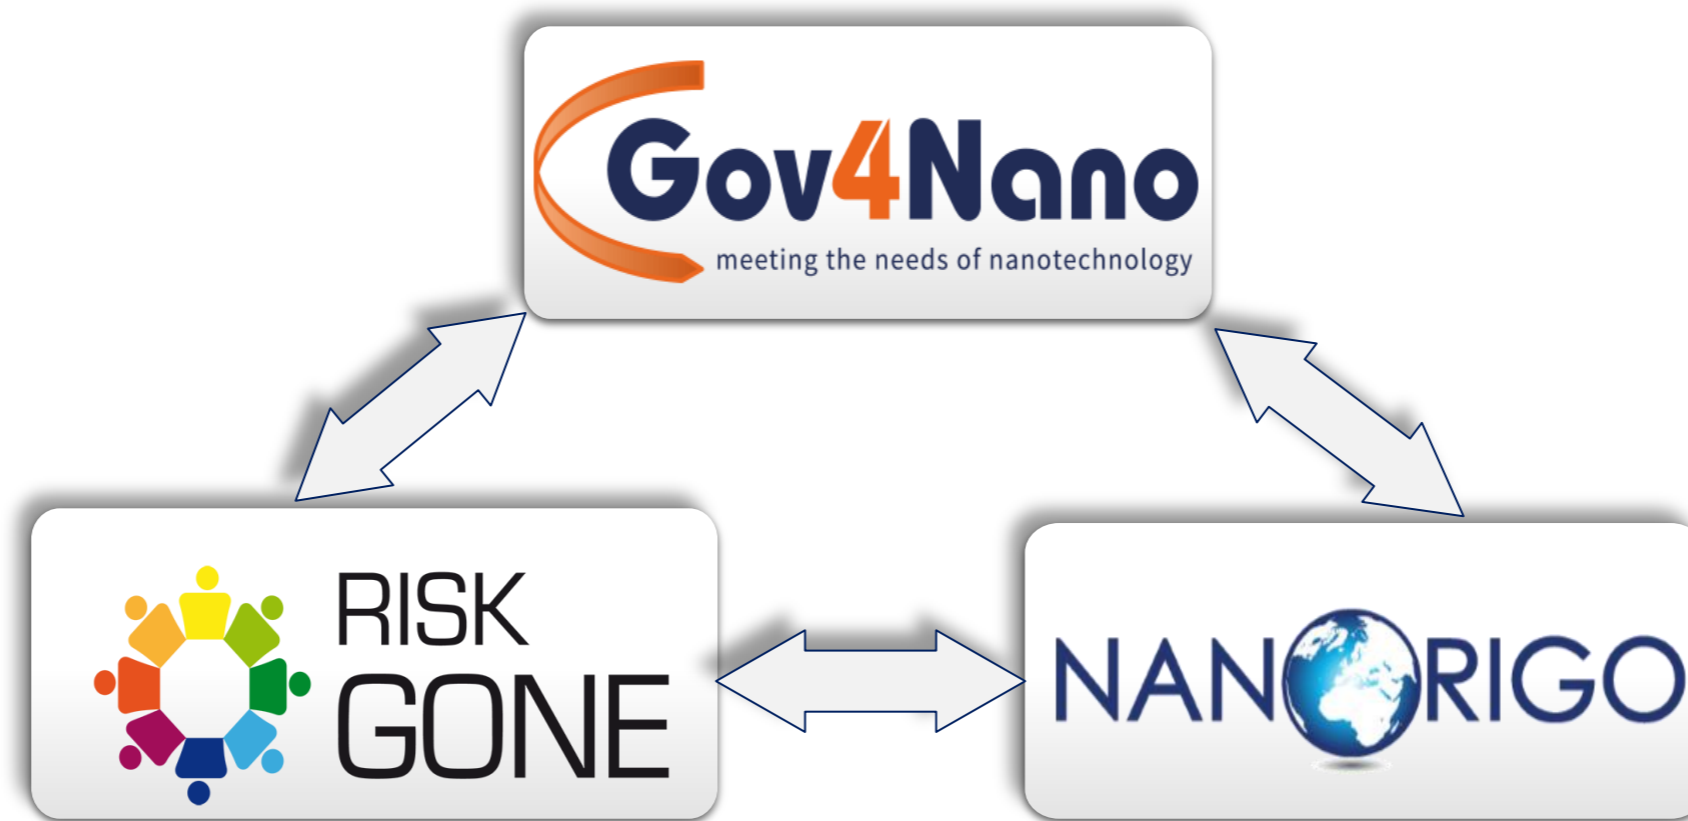 Gov4Nano
meeting the needs of nanotechnology
RISK
GONE
NANORIGO